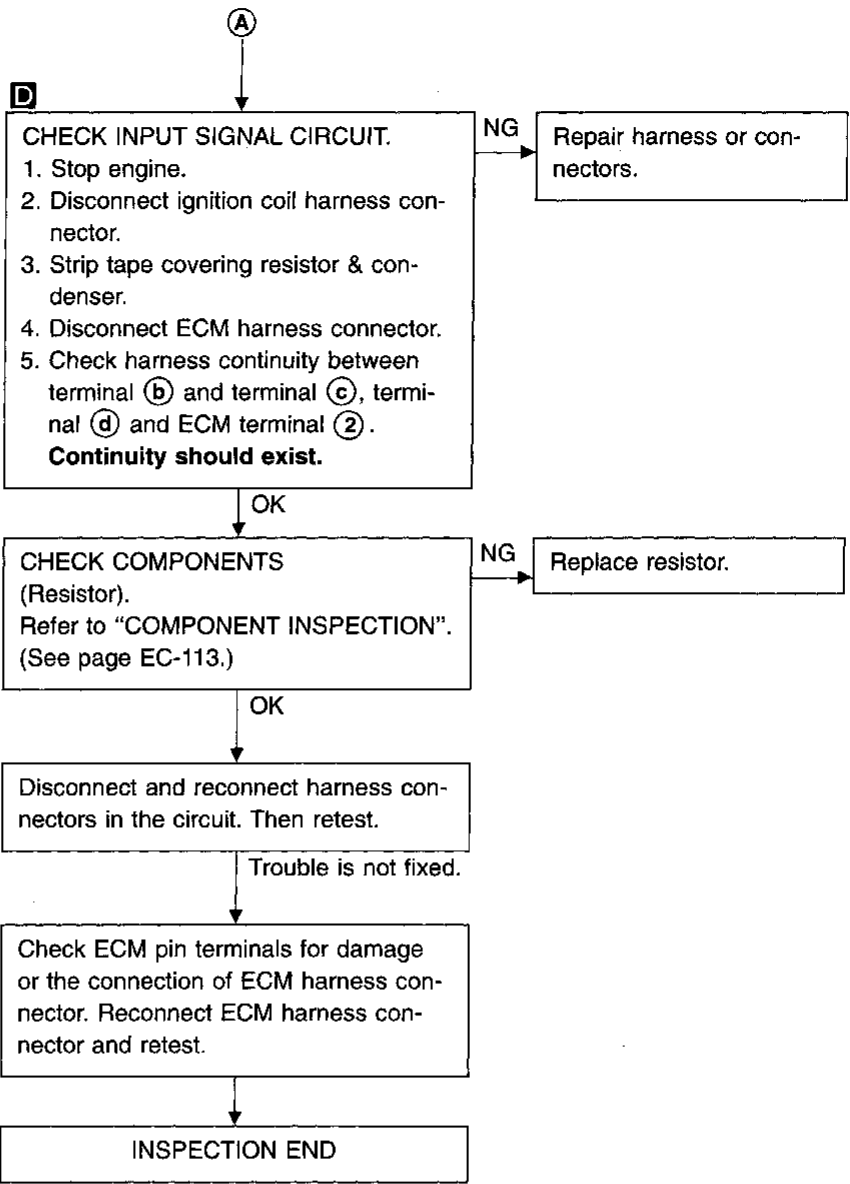 A
D
CHECK INPUT SIGNAL CIRCUIT.
1. Stop engine.
2. Disconnect ignition coil harness con-
nector.
3. Strip tape covering resistor & con-
denser.
4. Disconnect ECM harness connector.
5. Check harness continuity between
terminal ⓑ and terminal ⓒ, termi-
nal ⓓ and ECM terminal ②.
Continuity should exist.
NG
Repair harness or con-
nectors.
OK
CHECK COMPONENTS
(Resistor).
Refer to “COMPONENT INSPECTION”.
(See page EC-113.)
NG
Replace resistor.
OK
Disconnect and reconnect harness con-
nectors in the circuit. Then retest.
Trouble is not fixed.
Check ECM pin terminals for damage
or the connection of ECM harness con-
nector. Reconnect ECM harness con-
nector and retest.
INSPECTION END